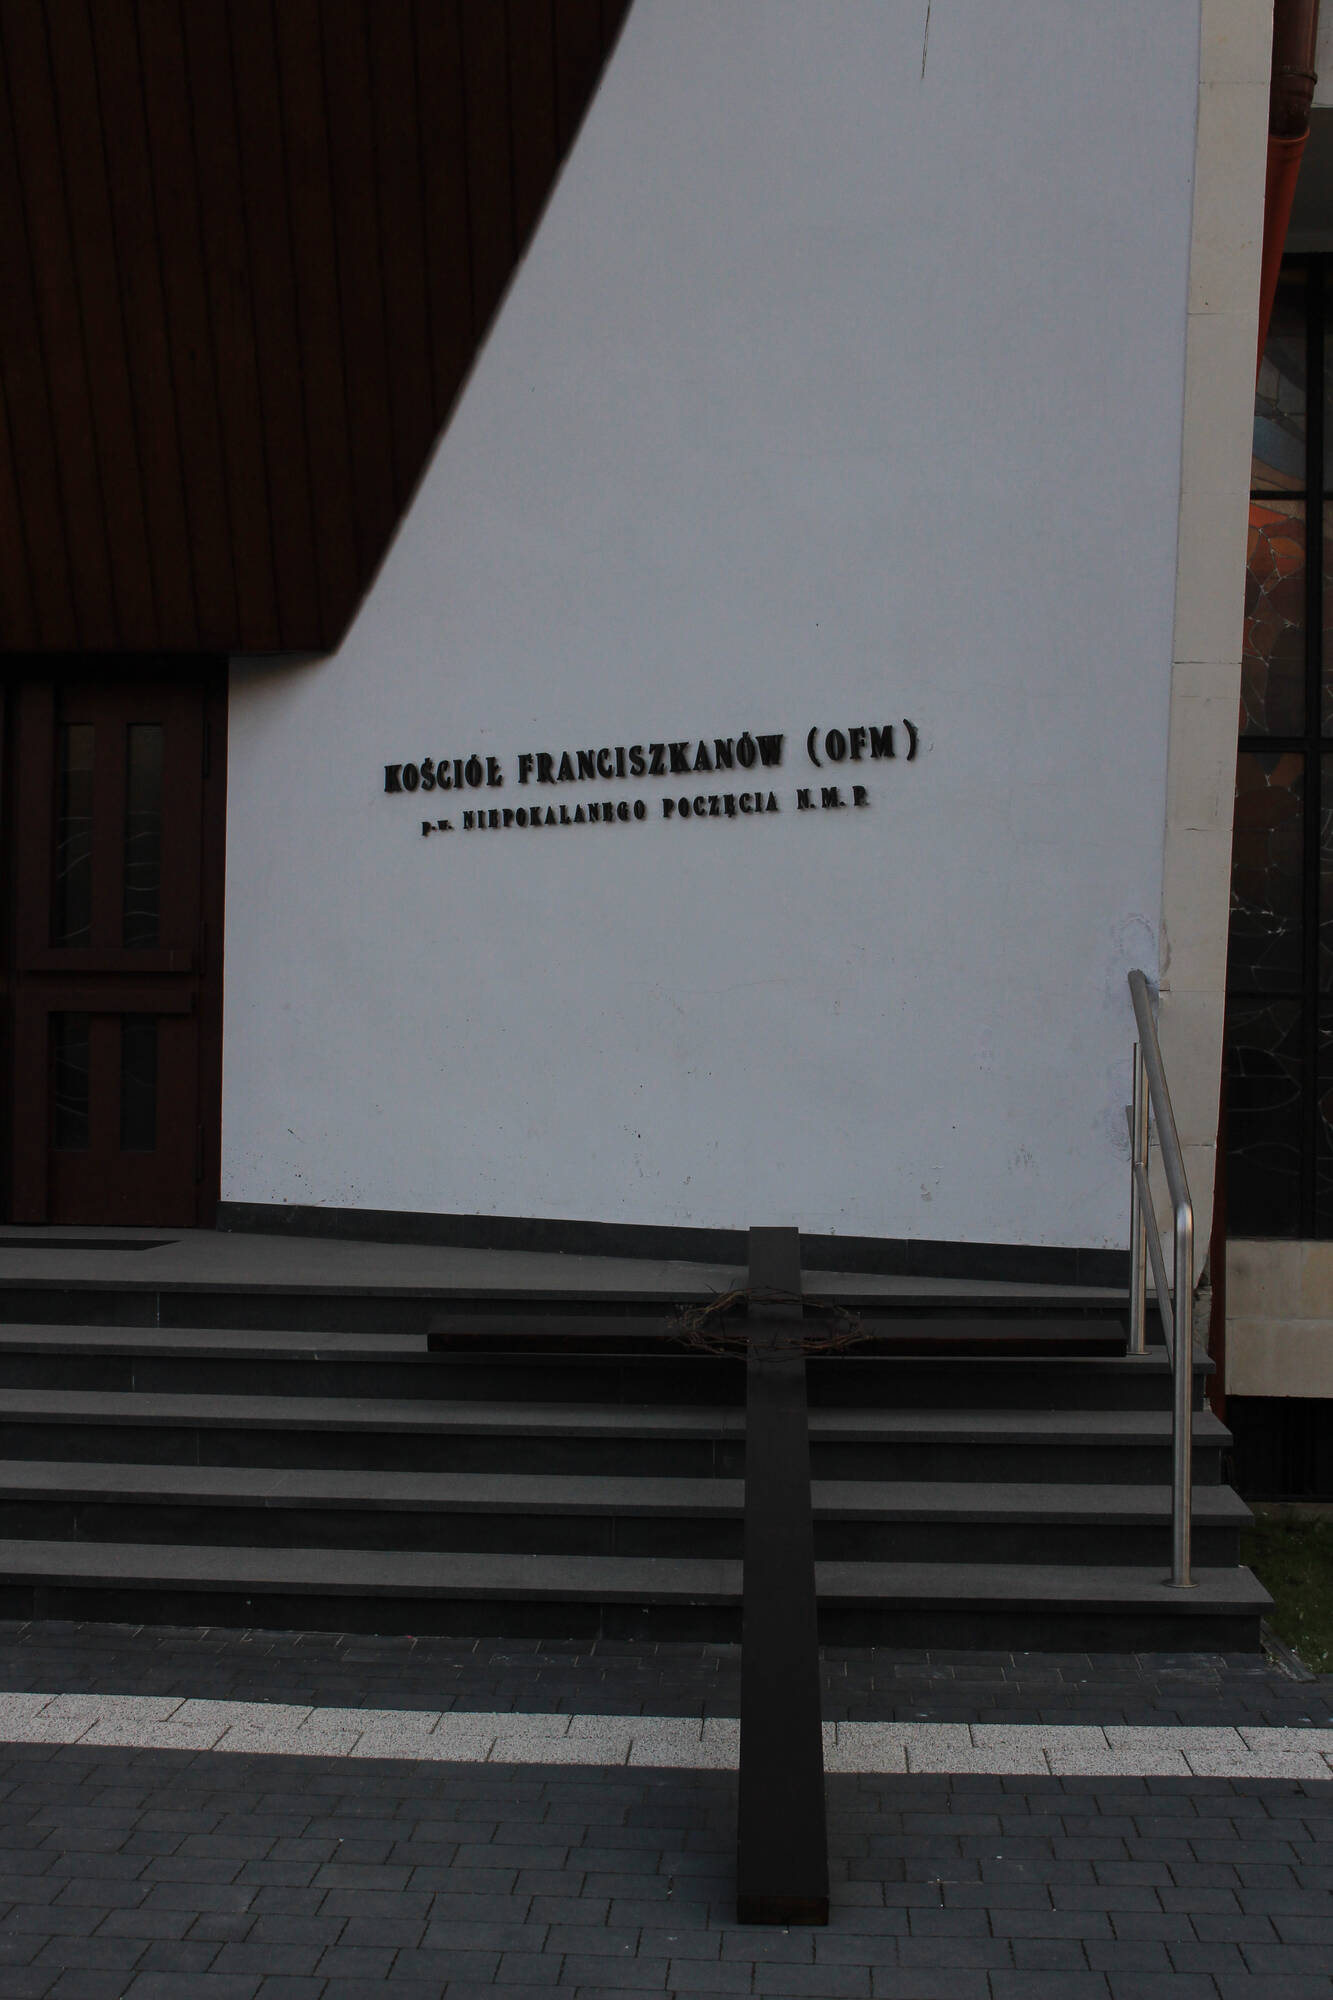 KOŚCIÓŁ FRANCISZKANÓW (OFM)
p.w. NIEPOKALANEGO POCZĘCIA N.M.P.